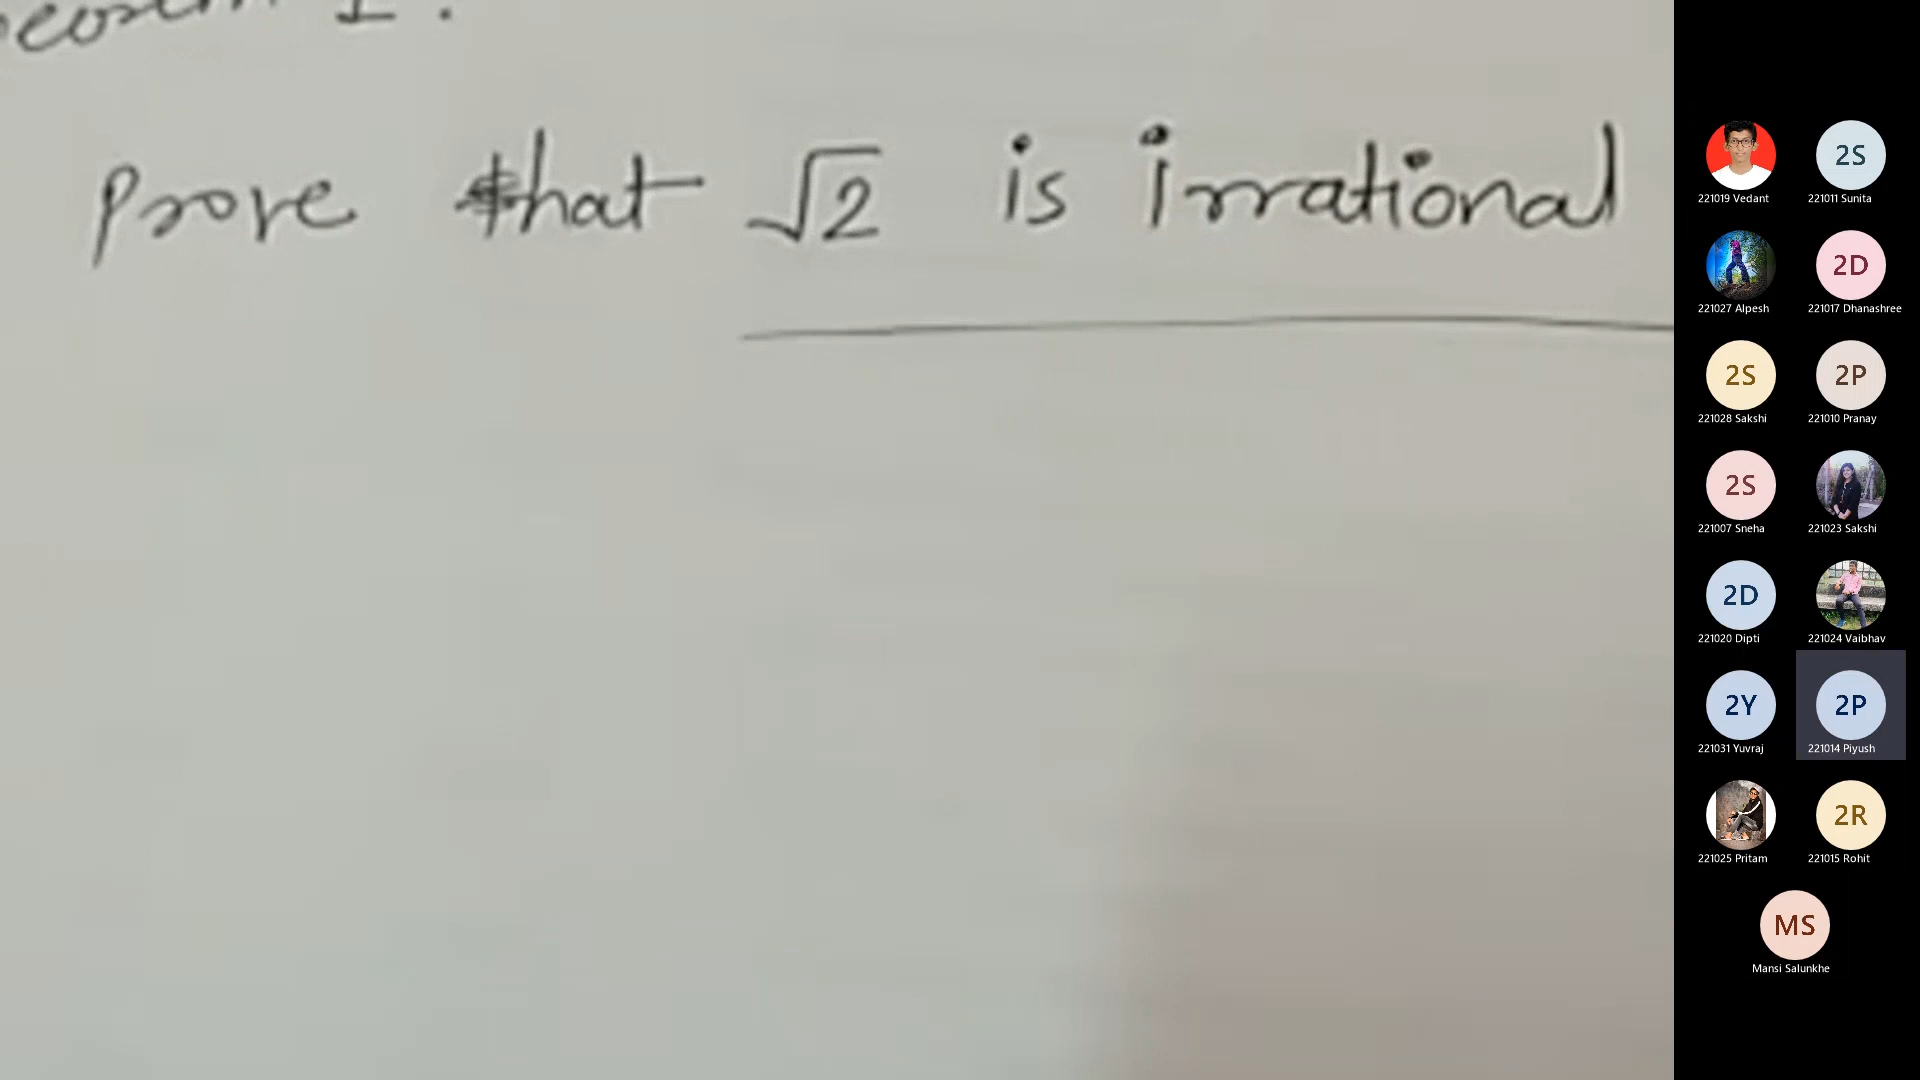 prove that √2 is irrational
221019 Vedant
2S
221011 Sunita
221027 Alpesh
2D
221017 Dhanashree
2S
221028 Sakshi
2P
221010 Pranay
2S
221007 Sneha
221023 Sakshi
2D
221020 Dipti
221024 Vaibhav
2Y
221031 Yuvraj
2P
221014 Piyush
221025 Pritam
2R
221015 Rohit
MS
Mansi Salunkhe